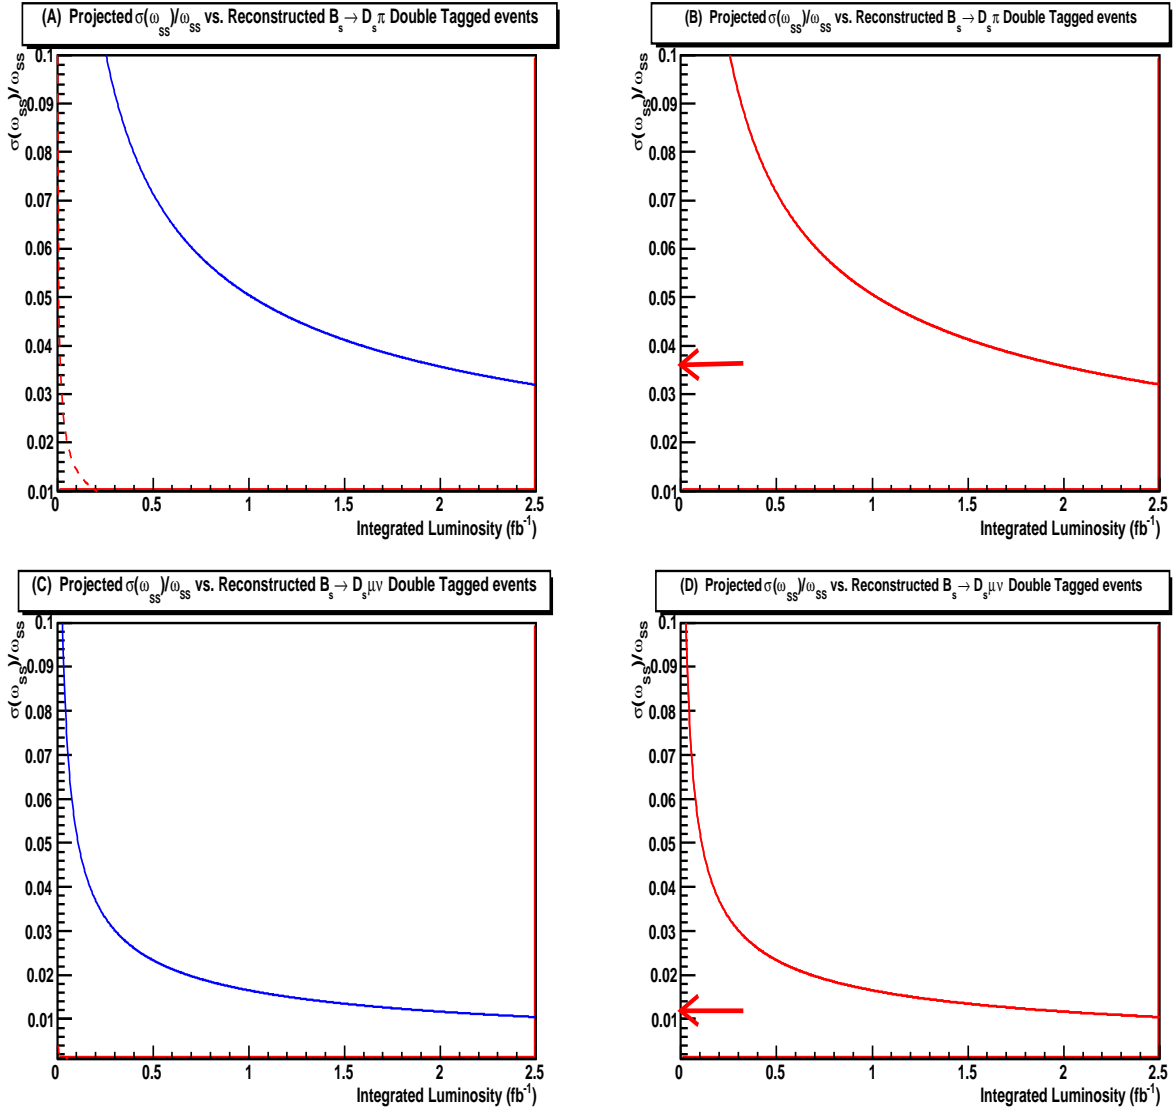 (A) Projected σ(ω_ss)/ω_ss vs. Reconstructed B_s → D_s π Double Tagged events
σ(ω_ss)/ω_ss
0.1
0.09
0.08
0.07
0.06
0.05
0.04
0.03
0.02
0.01
0 0.5 1 1.5 2 2.5
Integrated Luminosity (fb⁻¹)
(B) Projected σ(ω_ss)/ω_ss vs. Reconstructed B_s → D_s π Double Tagged events
σ(ω_ss)/ω_ss
0.1
0.09
0.08
0.07
0.06
0.05
0.04
0.03
0.02
0.01
0 0.5 1 1.5 2 2.5
Integrated Luminosity (fb⁻¹)
(C) Projected σ(ω_ss)/ω_ss vs. Reconstructed B_s → D_s μν Double Tagged events
σ(ω_ss)/ω_ss
0.1
0.09
0.08
0.07
0.06
0.05
0.04
0.03
0.02
0.01
0 0.5 1 1.5 2 2.5
Integrated Luminosity (fb⁻¹)
(D) Projected σ(ω_ss)/ω_ss vs. Reconstructed B_s → D_s μν Double Tagged events
σ(ω_ss)/ω_ss
0.1
0.09
0.08
0.07
0.06
0.05
0.04
0.03
0.02
0.01
0 0.5 1 1.5 2 2.5
Integrated Luminosity (fb⁻¹)